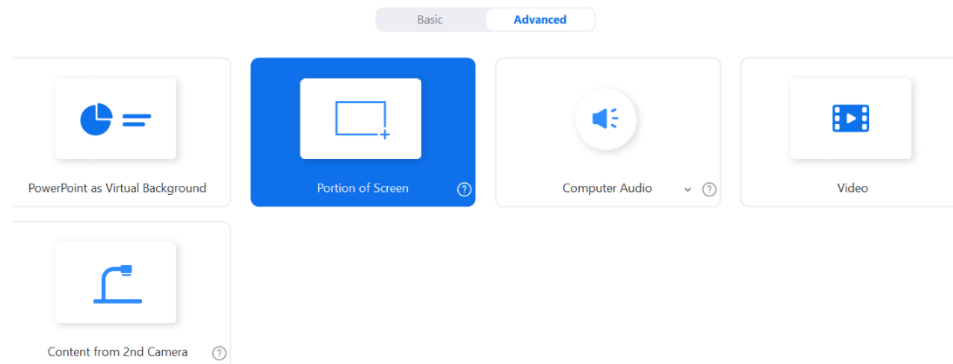 Basic Advanced
PowerPoint as Virtual Background
Portion of Screen ?
Computer Audio ?
Video
Content from 2nd Camera ?